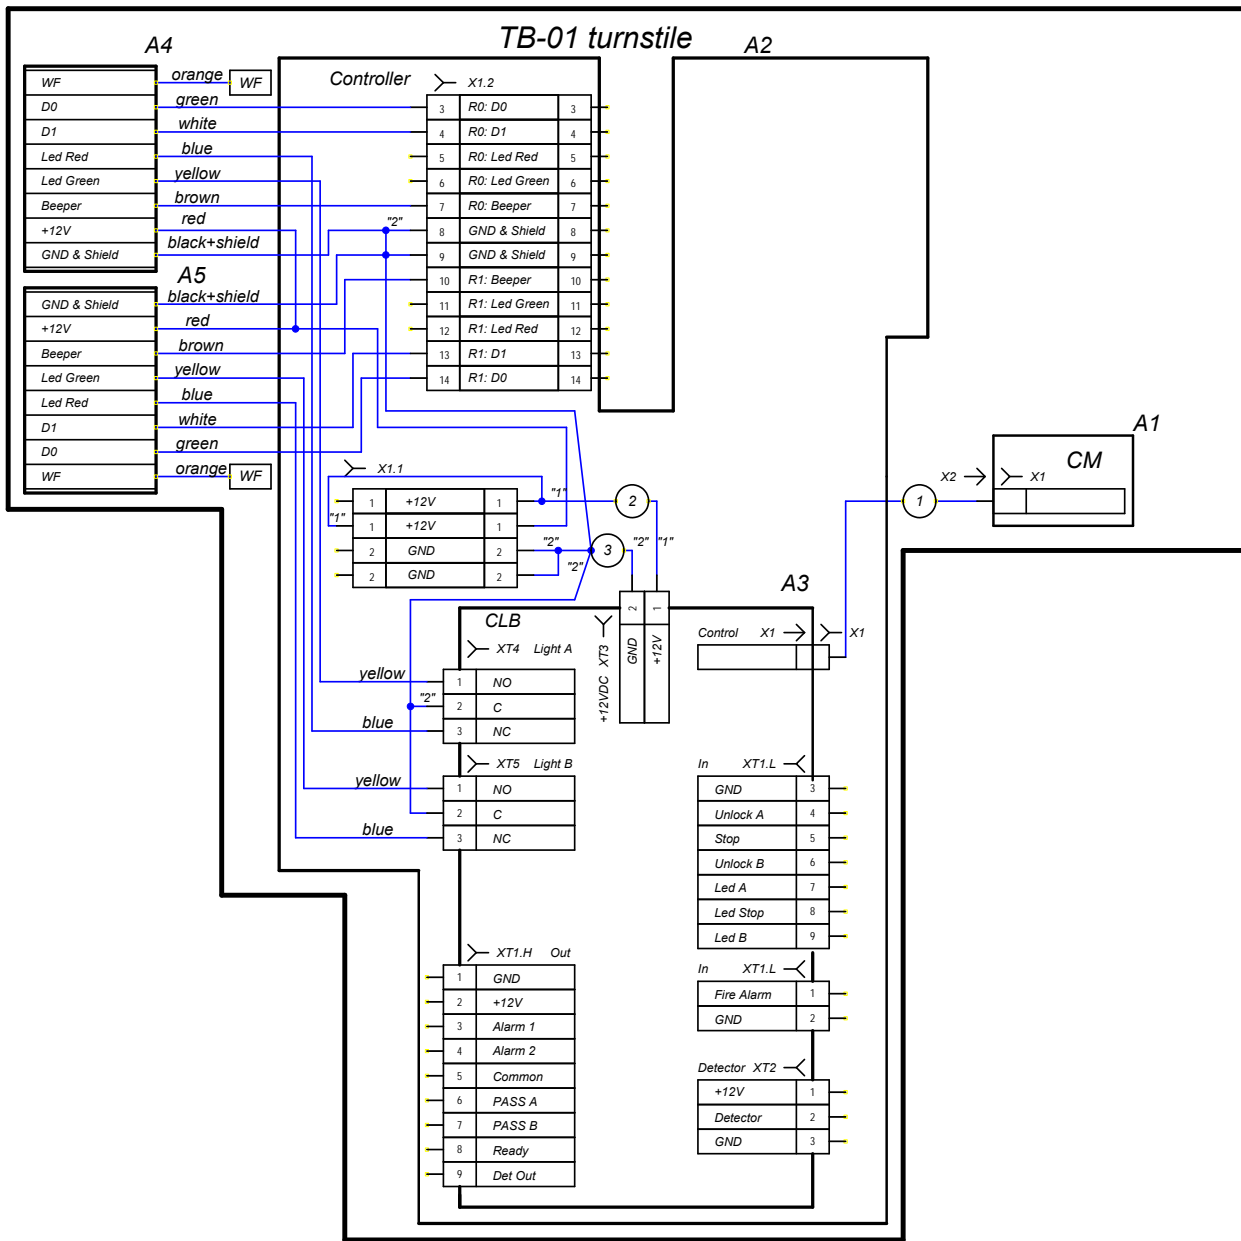 TB-01 turnstile
A4
A2
WF orange WF
D0 green
D1 white
Led Red blue
Led Green yellow
Beeper brown
+12V red
GND & Shield black+shield
A5
GND & Shield black+shield
+12V red
Beeper brown
Led Green yellow
Led Red blue
D1 white
D0 green
WF orange WF
Controller X1.2
3 R0: D0 3
4 R0: D1 4
5 R0: Led Red 5
6 R0: Led Green 6
7 R0: Beeper 7
"2" 8 GND & Shield 8
9 GND & Shield 9
10 R1: Beeper 10
11 R1: Led Green 11
12 R1: Led Red 12
13 R1: D1 13
14 R1: D0 14
X1.1
1 +12V 1 "1" 2
"1" 1 +12V 1
2 GND 2 "2" 3 "2" "1"
2 GND 2 "2"
A1
CM
X2 X1
1
A3
CLB
+12VDC XT3
2 GND
1 +12V
Control X1 X1
XT4 Light A
yellow 1 NO
"2" 2 C
blue 3 NC
XT5 Light B
yellow 1 NO
2 C
blue 3 NC
In XT1.L
GND 3
Unlock A 4
Stop 5
Unlock B 6
Led A 7
Led Stop 8
Led B 9
XT1.H Out
1 GND
2 +12V
3 Alarm 1
4 Alarm 2
5 Common
6 PASS A
7 PASS B
8 Ready
9 Det Out
In XT1.L
Fire Alarm 1
GND 2
Detector XT2
+12V 1
Detector 2
GND 3